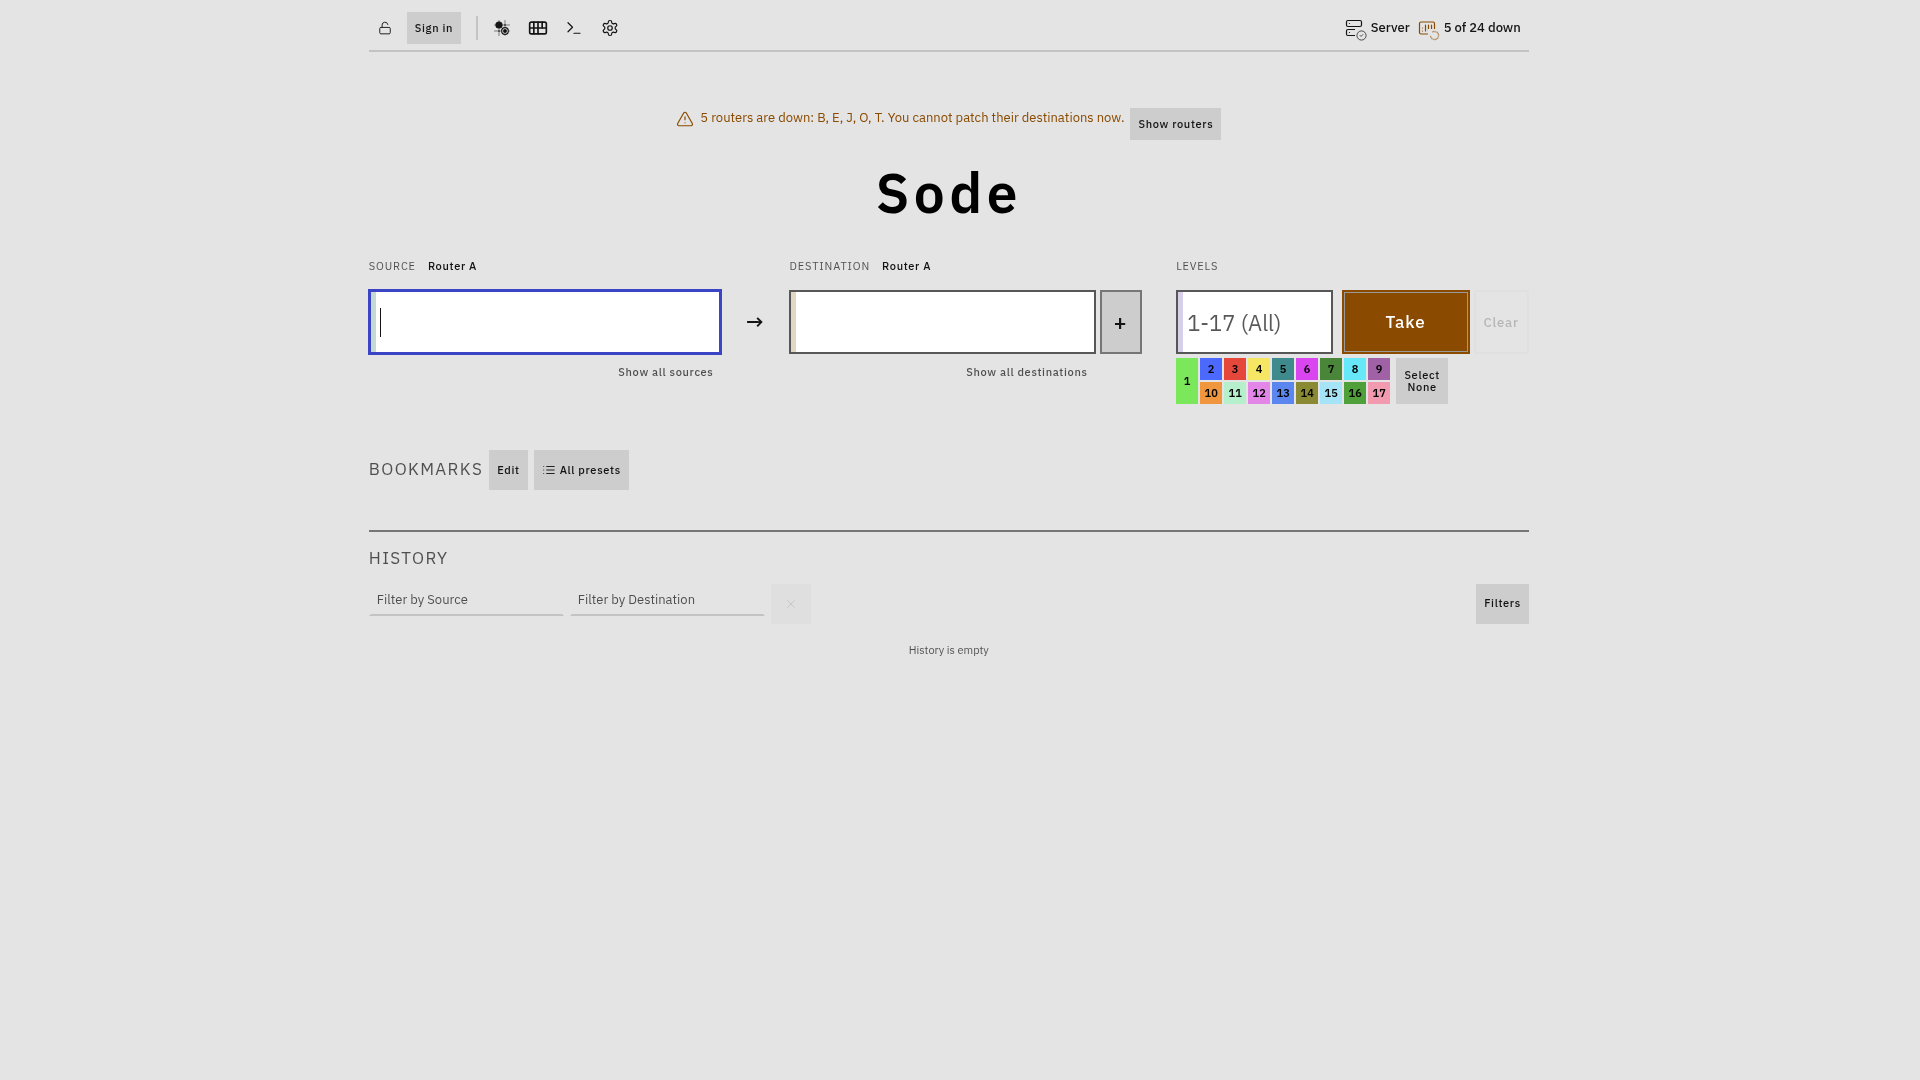 Sign in
Server
5 of 24 down
5 routers are down: B, E, J, O, T. You cannot patch their destinations now.
Show routers
Sode
SOURCE Router A
DESTINATION Router A
LEVELS
+
1-17 (All)
Take
Clear
Show all sources
Show all destinations
1 2 3 4 5 6 7 8 9
10 11 12 13 14 15 16 17
Select None
BOOKMARKS
Edit
All presets
HISTORY
Filter by Source
Filter by Destination
Filters
History is empty